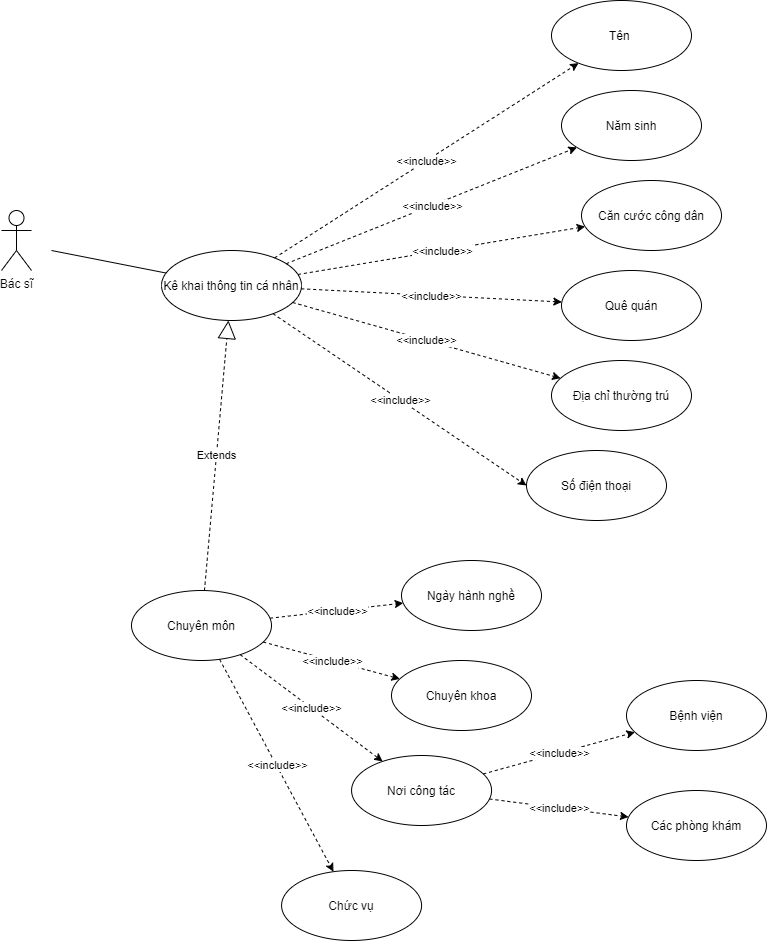 Tên
Năm sinh
<<include>>
<<include>>
Căn cước công dân
<<include>>
Bác sĩ
Kê khai thông tin cá nhân
<<include>>
Quê quán
<<include>>
Địa chỉ thường trú
<<include>>
Extends
Số điện thoại
Ngày hành nghề
<<include>>
Chuyên môn
<<include>>
Chuyên khoa
<<include>>
Bệnh viện
<<include>>
<<include>>
Nơi công tác
<<include>>
Các phòng khám
Chức vụ